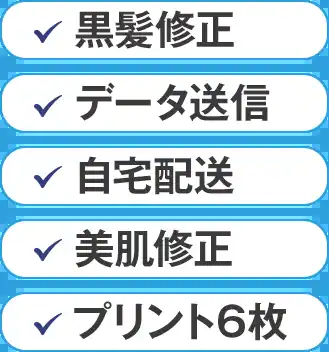 黒髪修正
データ送信
自宅配送
美肌修正
プリント6枚